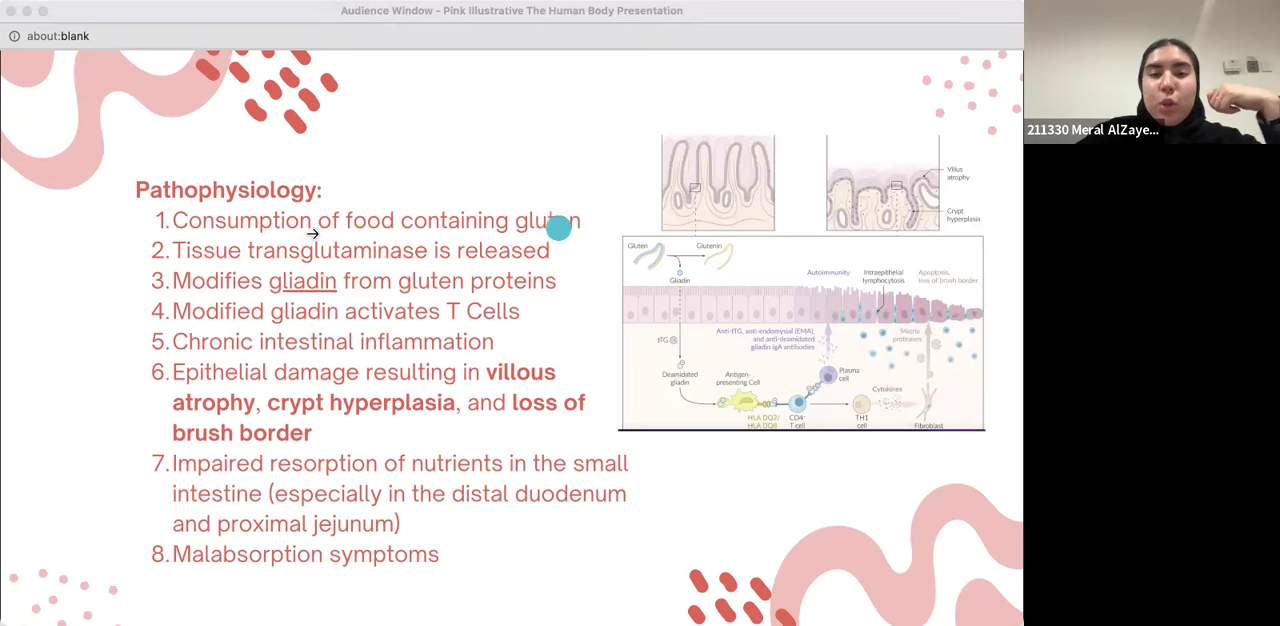 Audience Window - Pink Illustrative The Human Body Presentation
about:blank
211330 Meral AlZaye...
Pathophysiology:
1. Consumption of food containing gluten
2. Tissue transglutaminase is released
3. Modifies gliadin from gluten proteins
4. Modified gliadin activates T Cells
5. Chronic intestinal inflammation
6. Epithelial damage resulting in villous
atrophy, crypt hyperplasia, and loss of
brush border
7. Impaired resorption of nutrients in the small
intestine (especially in the distal duodenum
and proximal jejunum)
8. Malabsorption symptoms
Villus
atrophy
Crypt
hyperplasia
Gluten
Glutenin
Gliadin
Autoimmunity
Intraepithelial
lymphocytosis
Apoptosis,
loss of brush border
Anti-tTG, anti-endomysial (EMA),
and anti-deamidated
gliadin IgA antibodies
Matrix
proteases
tTG
Deamidated
gliadin
Antigen-
presenting Cell
Plasma
cell
Cytokines
HLA DQ2/
HLA DQ8
CD4⁺
T cell
TH1
cell
Fibroblast